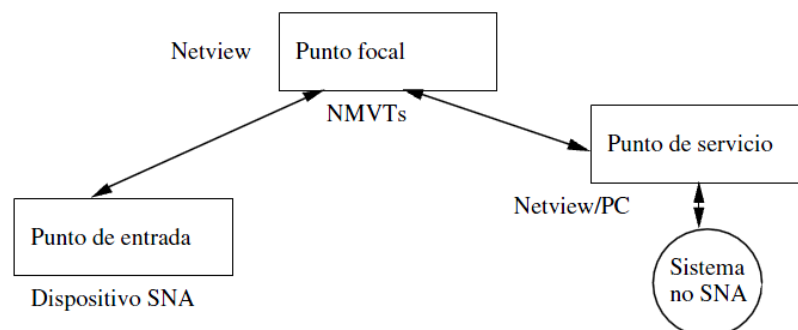 Netview
Punto focal
NMVTs
Punto de servicio
Netview/PC
Punto de entrada
Dispositivo SNA
Sistema
no SNA